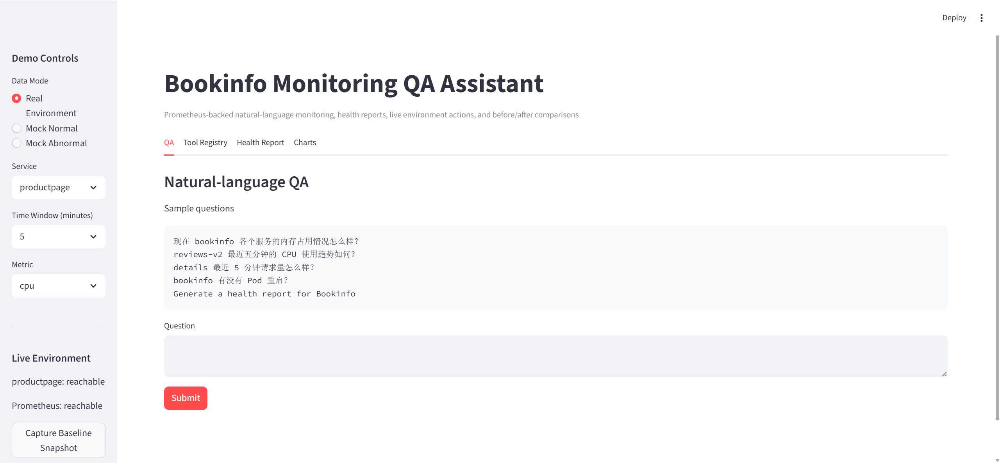 Deploy
Demo Controls
Data Mode
Real
Environment
Mock Normal
Mock Abnormal
Service
productpage
Time Window (minutes)
5
Metric
cpu
Live Environment
productpage: reachable
Prometheus: reachable
Capture Baseline
Snapshot
Bookinfo Monitoring QA Assistant
Prometheus-backed natural-language monitoring, health reports, live environment actions, and before/after comparisons
QA Tool Registry Health Report Charts
Natural-language QA
Sample questions
现在 bookinfo 各个服务的内存占用情况怎么样？
reviews-v2 最近五分钟的 CPU 使用趋势如何？
details 最近 5 分钟请求量怎么样？
bookinfo 有没有 Pod 重启？
Generate a health report for Bookinfo
Question
Submit